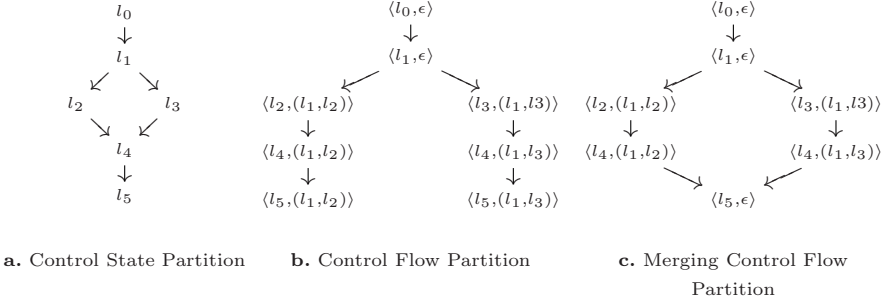 l₀
l₁
l₂ l₃
l₄
l₅
a. Control State Partition
⟨l₀,ϵ⟩
⟨l₁,ϵ⟩
⟨l₂,(l₁,l₂)⟩ ⟨l₃,(l₁,l3)⟩
⟨l₄,(l₁,l₂)⟩ ⟨l₄,(l₁,l₃)⟩
⟨l₅,(l₁,l₂)⟩ ⟨l₅,(l₁,l₃)⟩
b. Control Flow Partition
⟨l₀,ϵ⟩
⟨l₁,ϵ⟩
⟨l₂,(l₁,l₂)⟩ ⟨l₃,(l₁,l3)⟩
⟨l₄,(l₁,l₂)⟩ ⟨l₄,(l₁,l₃)⟩
⟨l₅,ϵ⟩
c. Merging Control Flow
Partition